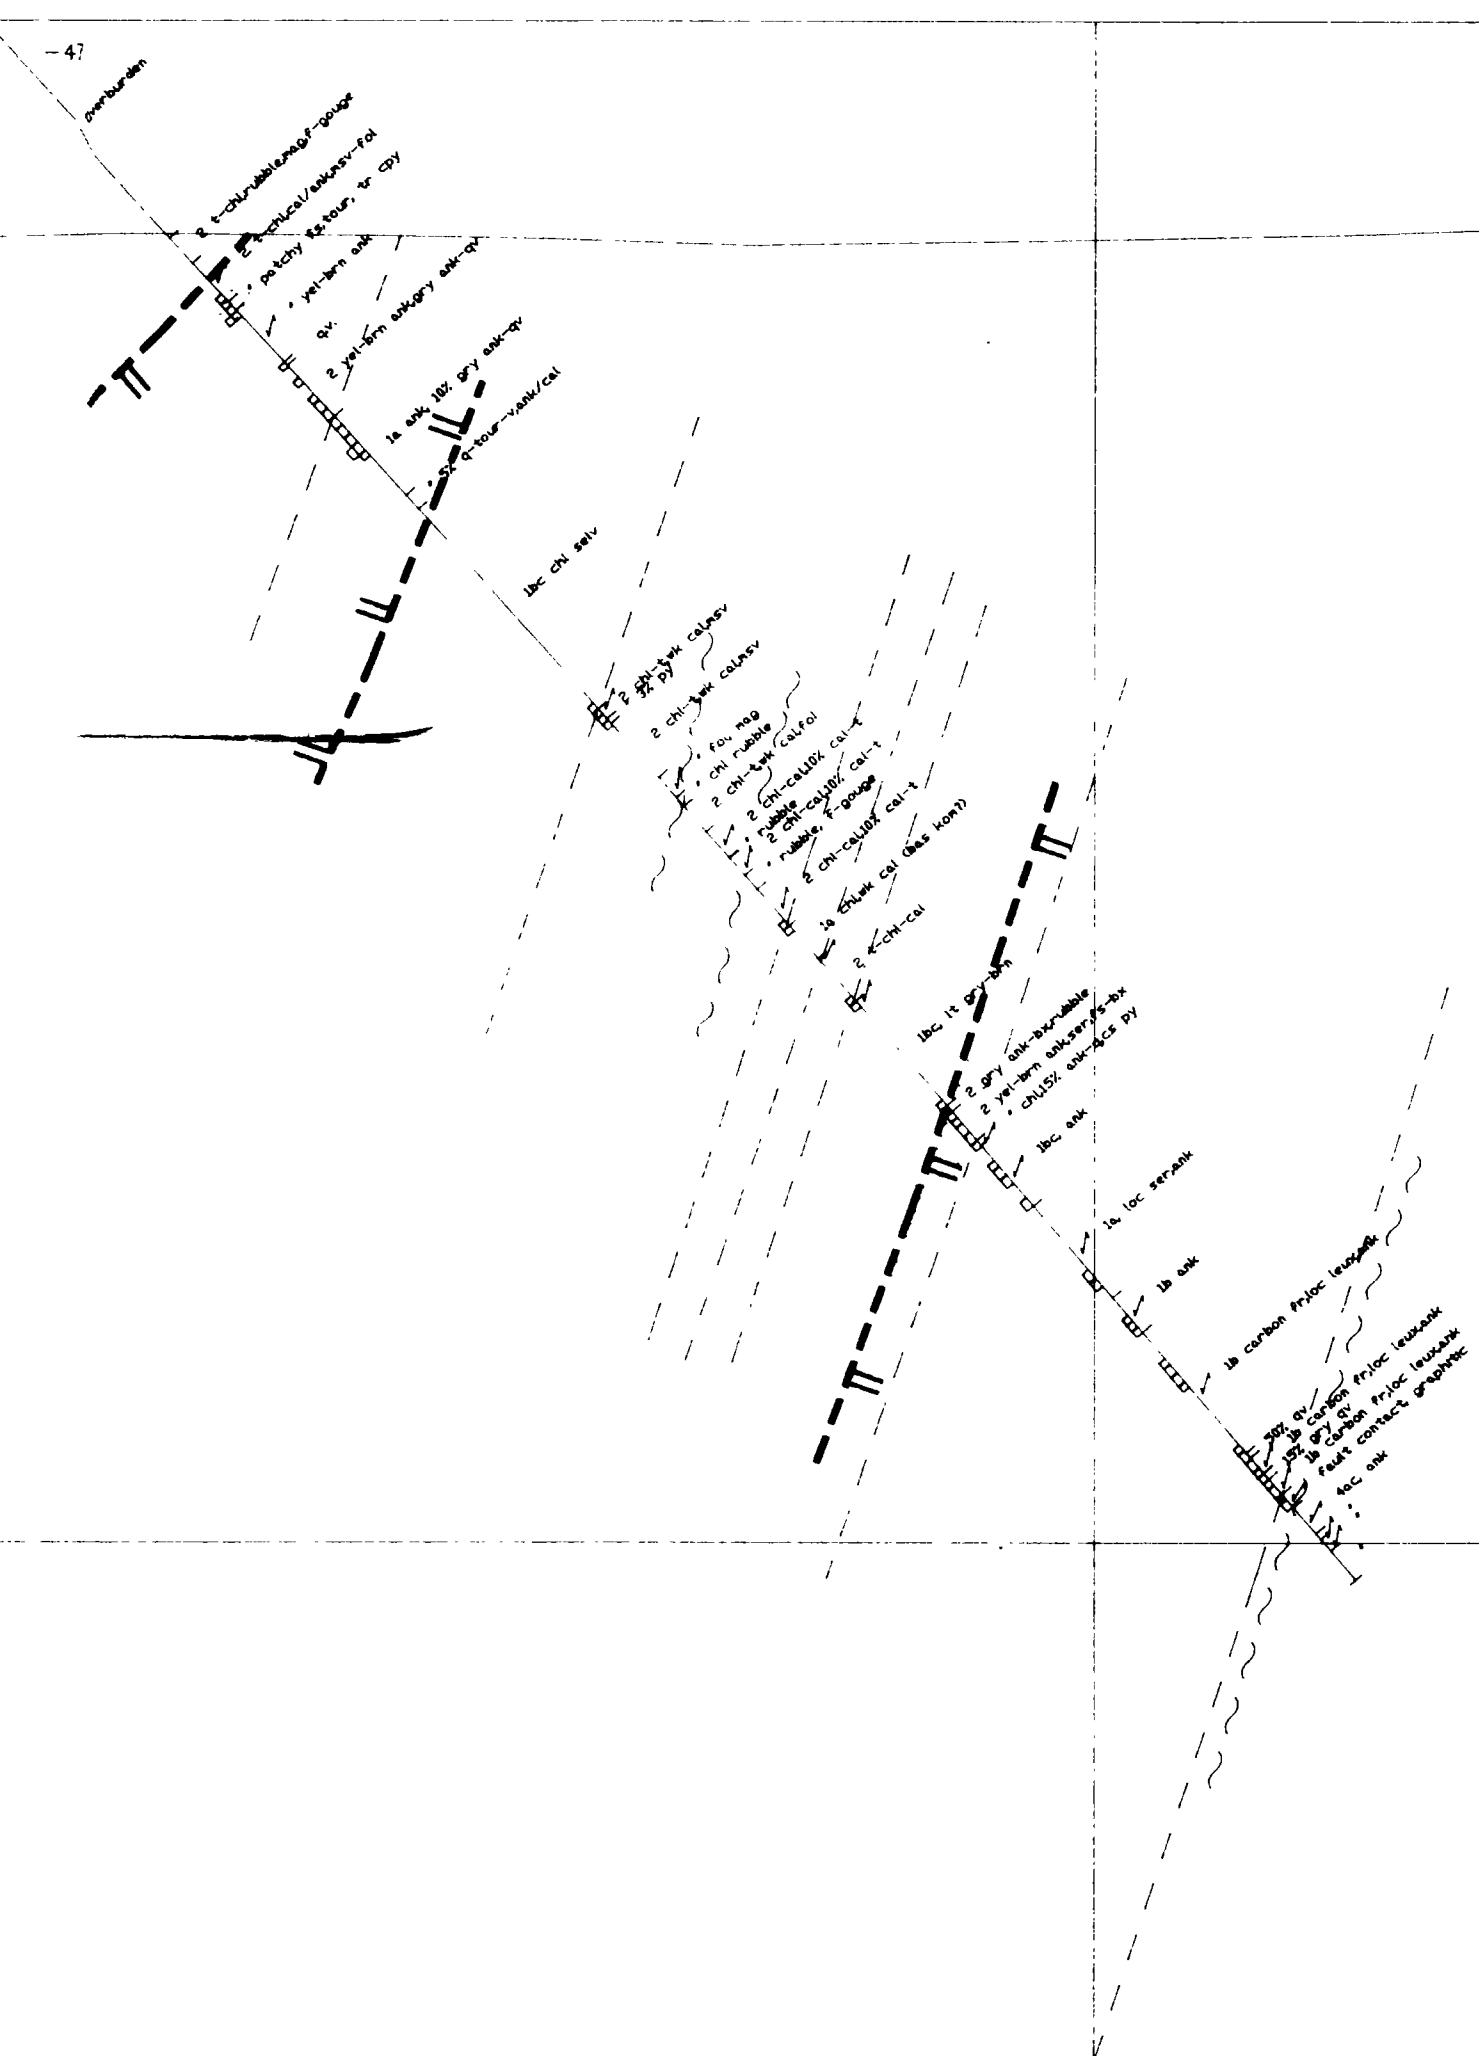 -47
overburden
2 t-chl,rubble,mag,f-gouge
2 t-chl,cal/ank,msv-fol
" patchy fs,tour, tr cpy
" yel-brn ank
q.v.
2 yel-brn ank,gry ank-qv
1a ank, 10% gry ank-qv
" 5% q-tour-v,ank/cal
1bc chl selv
2 chl-t,wk cal,msv
" 3% py
2 chl-t,wk cal,msv
" fol, mag
" chl rubble
2 chl-t,wk cal,fol
2 chl-cal,10% cal-t
" rubble
2 chl-cal,10% cal-t
" rubble, f-gouge
2 chl-cal,10% cal-t
1a chl,wk cal (bas kom?)
2 t-chl-cal
1bc, lt gry-brn
2 gry ank-bx,rubble
2 yel-brn ank,ser,fs-bx
" chl,15% ank-q,cs py
1bc, ank
1a, loc ser,ank
1b ank
1b carbon fr,loc leux,ank
50% qv
1b carbon fr,loc leux,ank
15% gry qv
1b carbon fr,loc leux,ank
fault contact, graphitic
4ac, ank